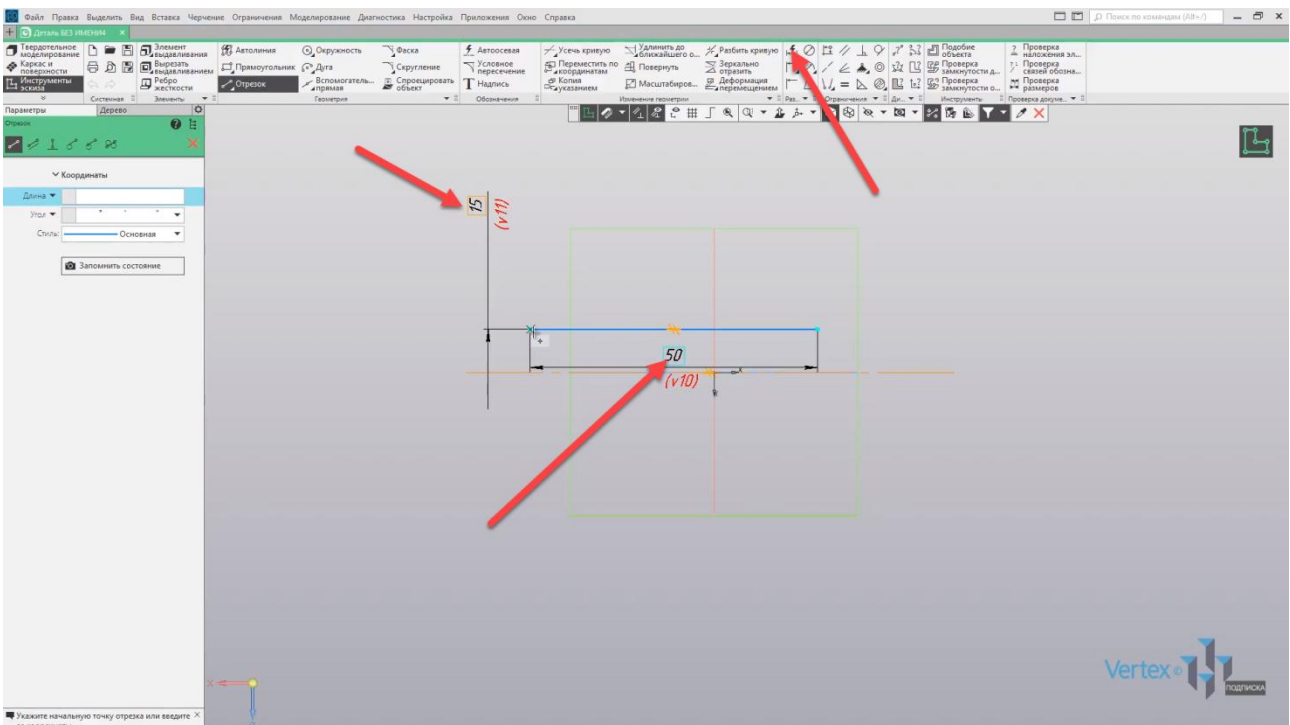 Файл Правка Выделить Вид Вставка Черчение Ограничения Моделирование Диагностика Настройка Приложения Окно Справка
Поиск по командам (Alt+/)
Деталь БЕЗ ИМЕНИ4
Твердотельное моделирование
Каркас и поверхности
Инструменты эскиза
Системная
Элемент выдавливания
Вырезать выдавливанием
Ребро жесткости
Элементы
Автолиния
Прямоугольник
Отрезок
Окружность
Дуга
Вспомогатель... прямая
Фаска
Скругление
Спроецировать объект
Геометрия
Автоосевая
Условное пересечение
Надпись
Обозначения
Усечь кривую
Переместить по координатам
Копия указанием
Удлинить до ближайшего о...
Повернуть
Масштабиров...
Разбить кривую
Зеркально отразить
Деформация перемещением
Изменение геометрии
Раз...
Ограничения
Ди...
Подобие объекта
Проверка замкнутости д...
Проверка замкнутости о...
Инструменты
Проверка наложения эл...
Проверка связей обозна...
Проверка размеров
Проверка докуме...
Параметры
Дерево
Отрезок
Координаты
Длина
Угол
Стиль:
Основная
Запомнить состояние
15
(v11)
50
(v10)
X
Vertex ©
ПОДПИСКА
Укажите начальную точку отрезка или введите